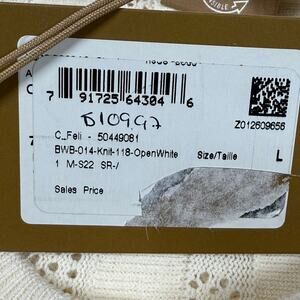 7 91725 64304 6
Z012609656
C_Feli - 50449081
BWB-014-Knit-118-OpenWhite Size/Taille
1 M-S22 SR-/ L
Sales Price